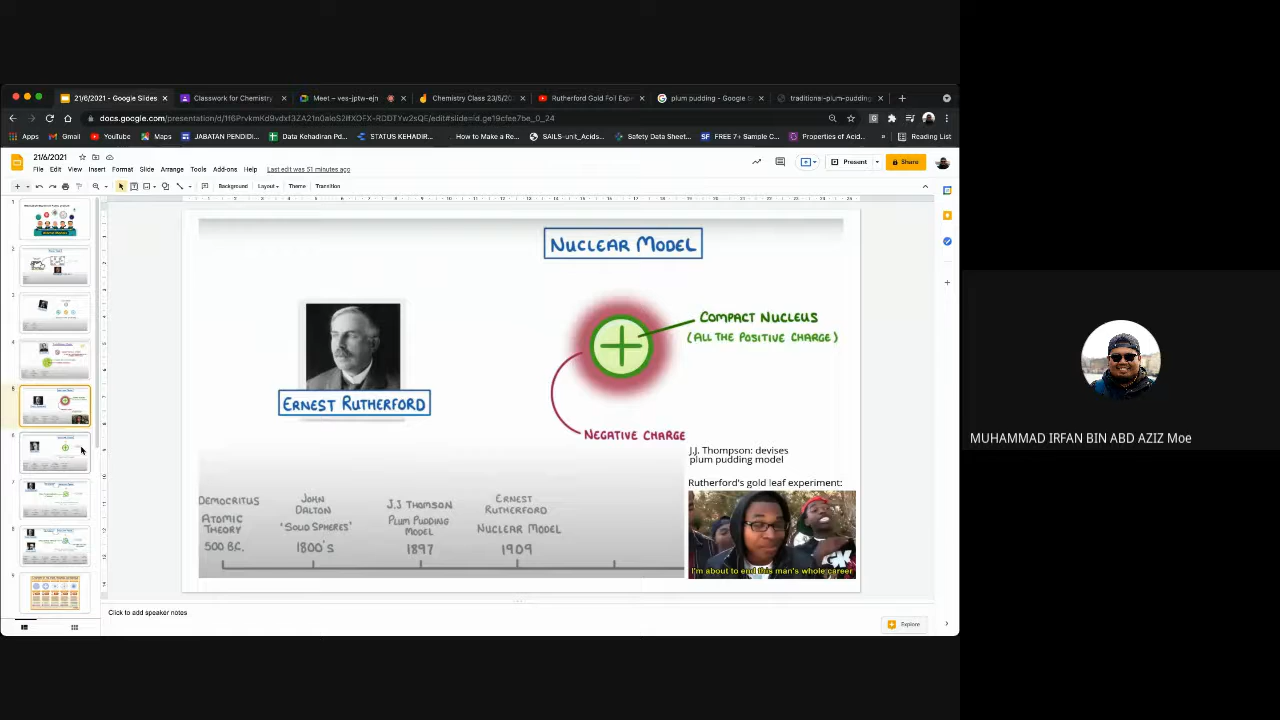 21/6/2021 - Google Slides
Classwork for Chemistry
Meet – ves-jptw-ejn
Chemistry Class 23/5/20
Rutherford Gold Foil Exp
plum pudding - Google S
traditional-plum-pudding
docs.google.com
Apps
Gmail
YouTube
Maps
JABATAN PENDIDI...
Data Kehadiran Pd...
STATUS KEHADIR...
How to Make a Re...
SAILS-unit_Acids...
Safety Data Sheet...
FREE 7+ Sample C...
Properties of Acid...
»
Reading List
21/6/2021
File Edit View Insert Format Slide Arrange Tools Add-ons Help Last edit was 51 minutes ago
Present
Share
Background Layout Theme Transition
NUCLEAR MODEL
COMPACT NUCLEUS
(ALL THE POSITIVE CHARGE)
ERNEST RUTHERFORD
NEGATIVE CHARGE
J.J. Thompson: devises
plum pudding model
Rutherford's gold leaf experiment:
GK
I'm about to end this man's whole career
DEMOCRITUS
ATOMIC THEORY
500 B.C.
JOHN DALTON
'SOLID SPHERES'
1800's
J.J THOMSON
PLUM PUDDING MODEL
1897
ERNEST RUTHERFORD
NUCLEAR MODEL
1909
Click to add speaker notes
Explore
MUHAMMAD IRFAN BIN ABD AZIZ Moe